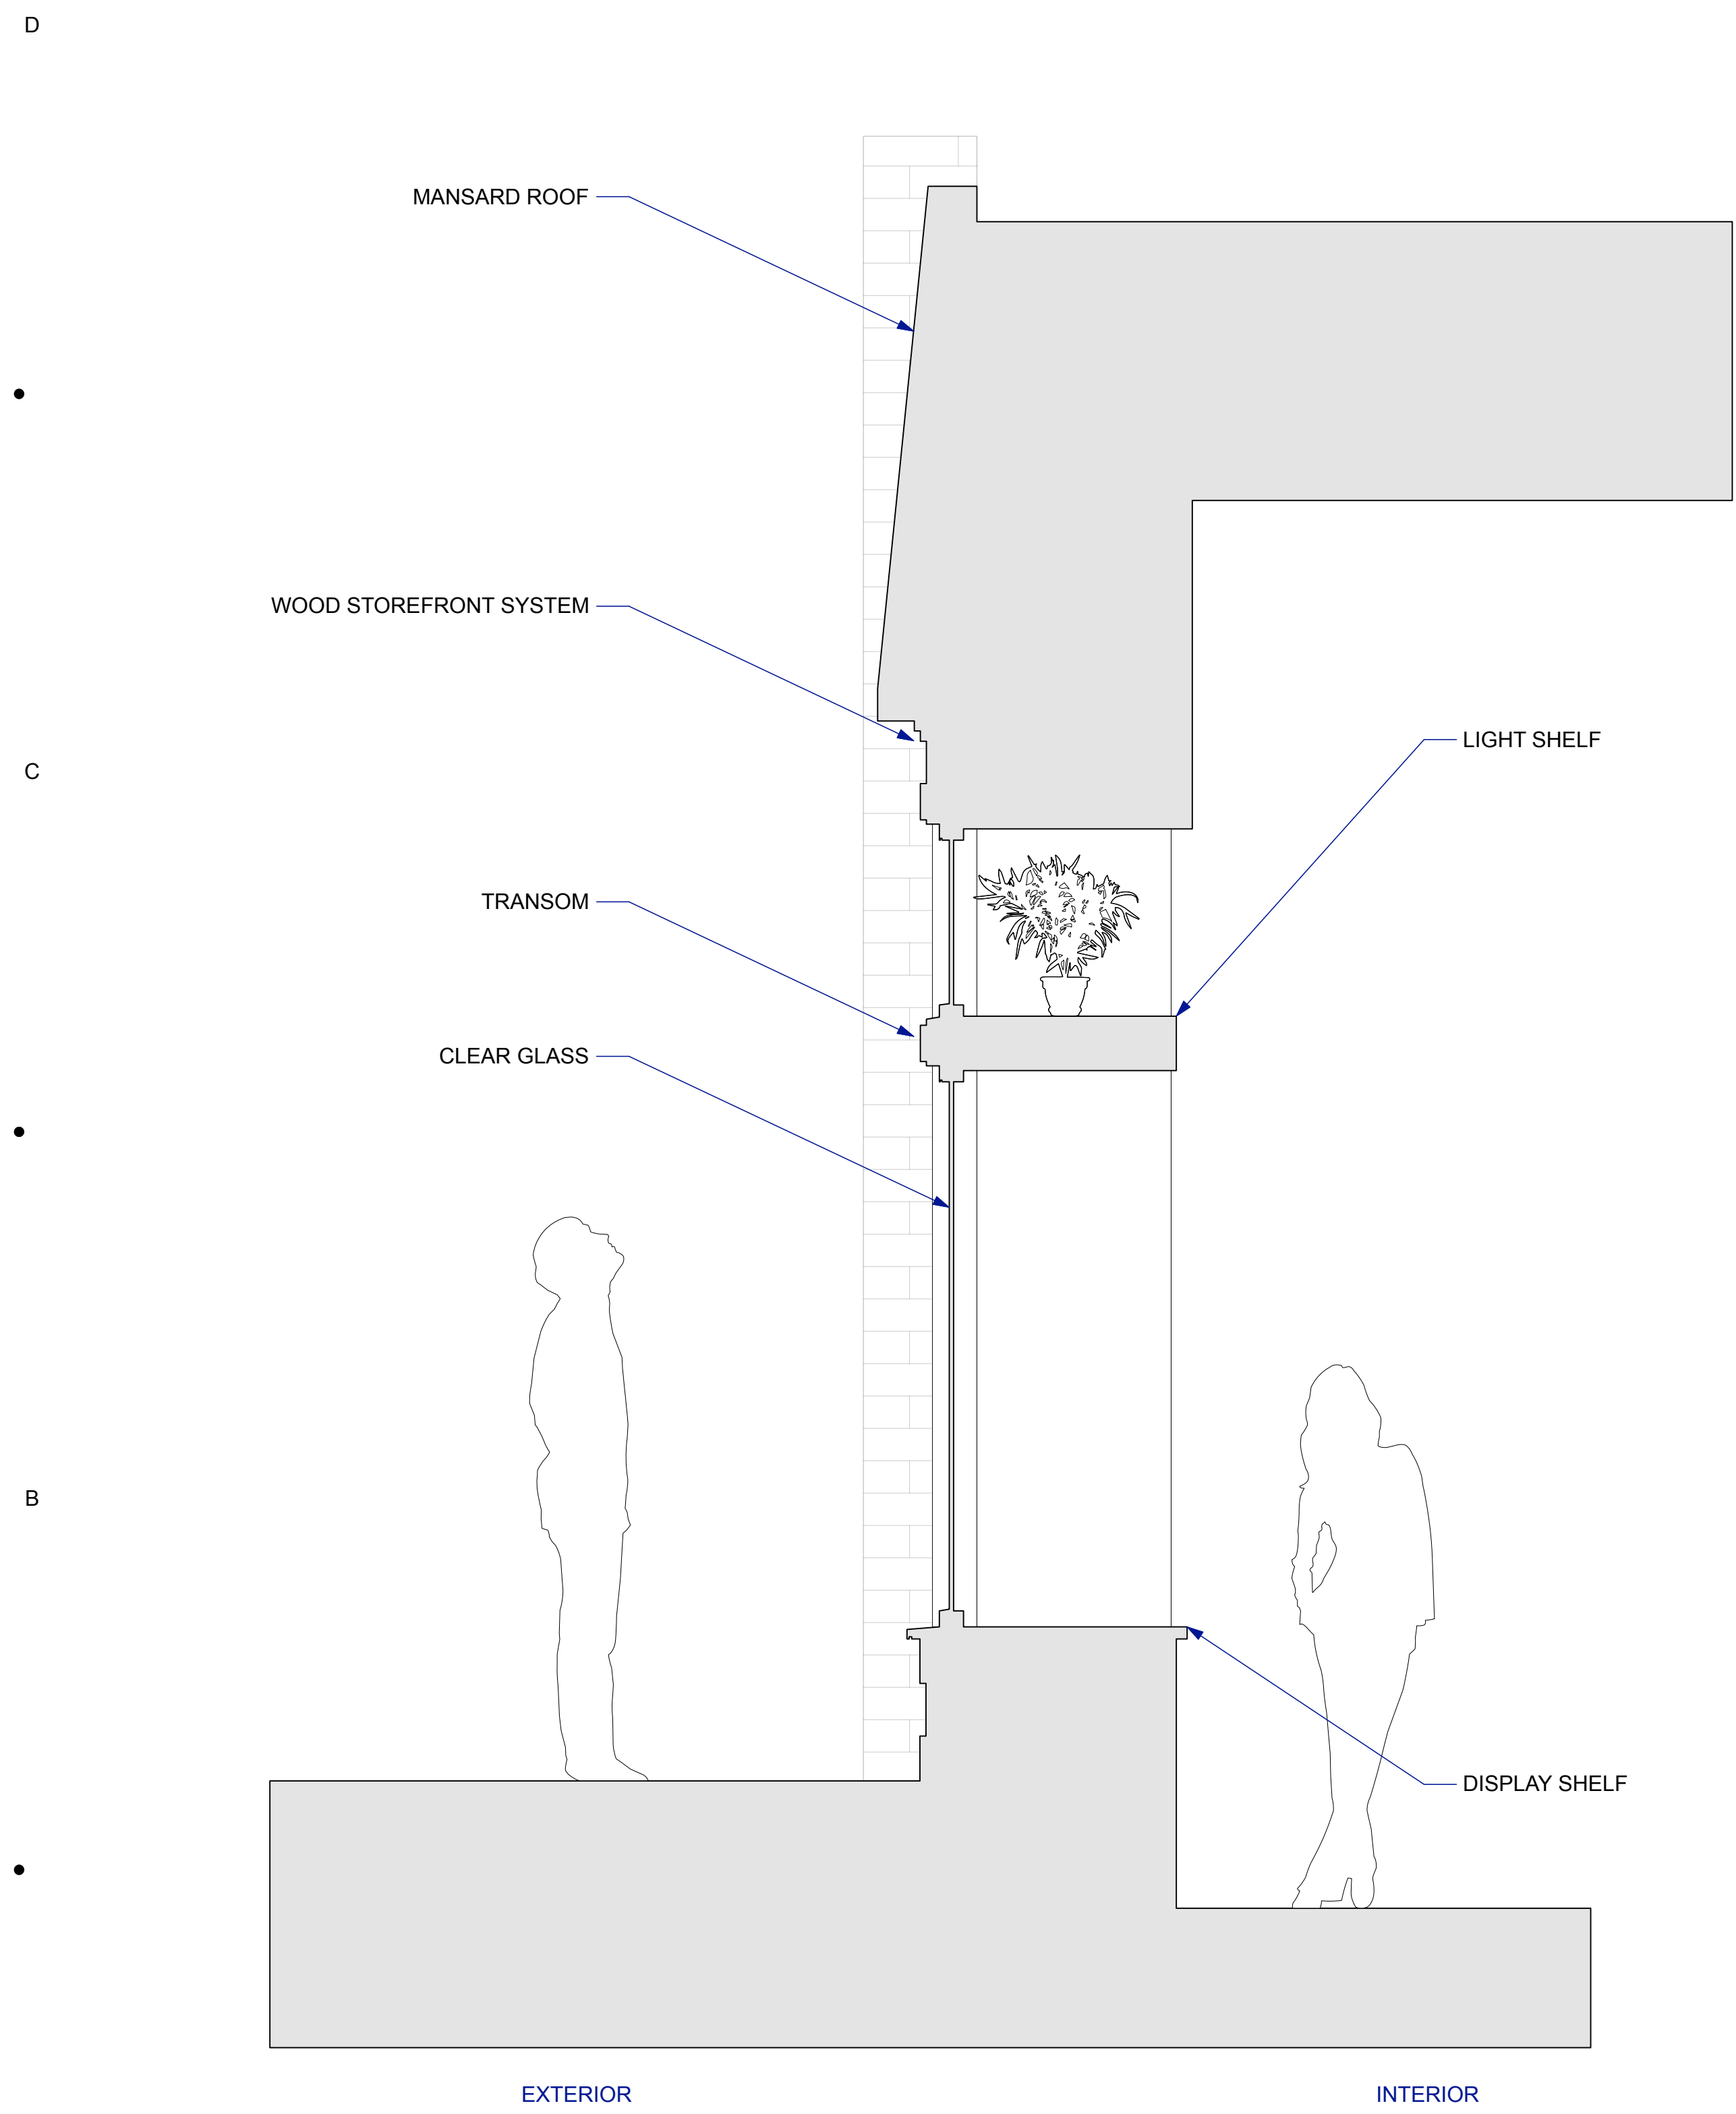 D
MANSARD ROOF
WOOD STOREFRONT SYSTEM
LIGHT SHELF
C
TRANSOM
CLEAR GLASS
B
DISPLAY SHELF
EXTERIOR
INTERIOR